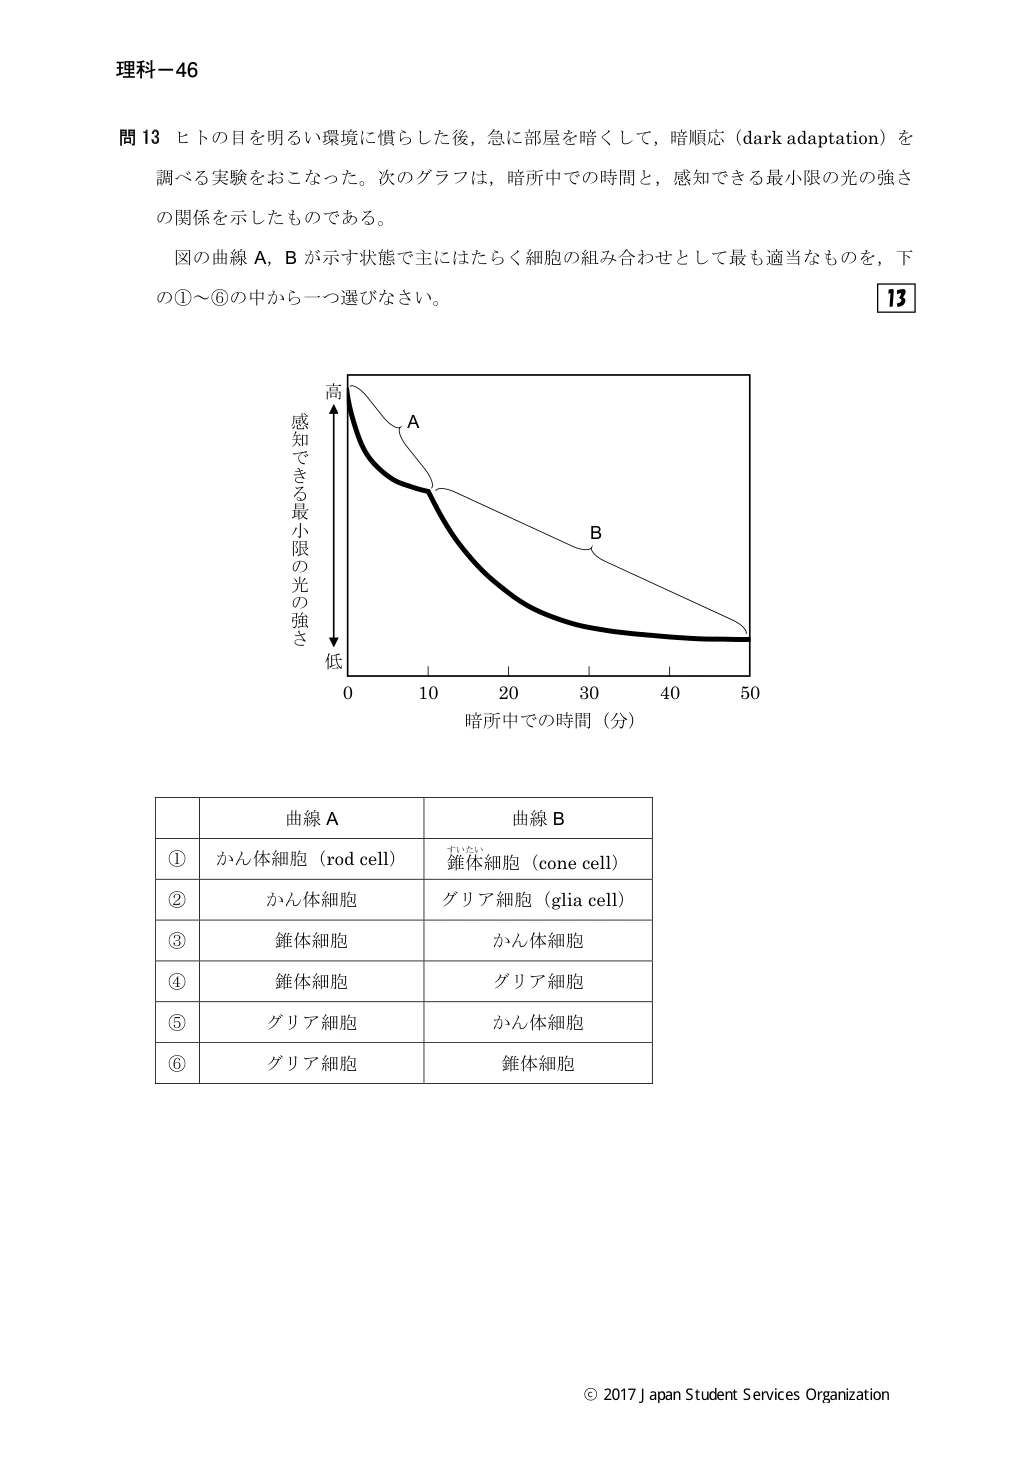 理科－46
問 13 ヒトの目を明るい環境に慣らした後，急に部屋を暗くして，暗順応（dark adaptation）を
調べる実験をおこなった。次のグラフは，暗所中での時間と，感知できる最小限の光の強さ
の関係を示したものである。
図の曲線 A，B が示す状態で主にはたらく細胞の組み合わせとして最も適当なものを，下
の①～⑥の中から一つ選びなさい。 13
高
感知できる最小限の光の強さ
低
A
B
0 10 20 30 40 50
暗所中での時間（分）
曲線 A 曲線 B
① かん体細胞（rod cell） 錐体細胞（cone cell）
すいたい
② かん体細胞 グリア細胞（glia cell）
③ 錐体細胞 かん体細胞
④ 錐体細胞 グリア細胞
⑤ グリア細胞 かん体細胞
⑥ グリア細胞 錐体細胞
© 2017 Japan Student Services Organization